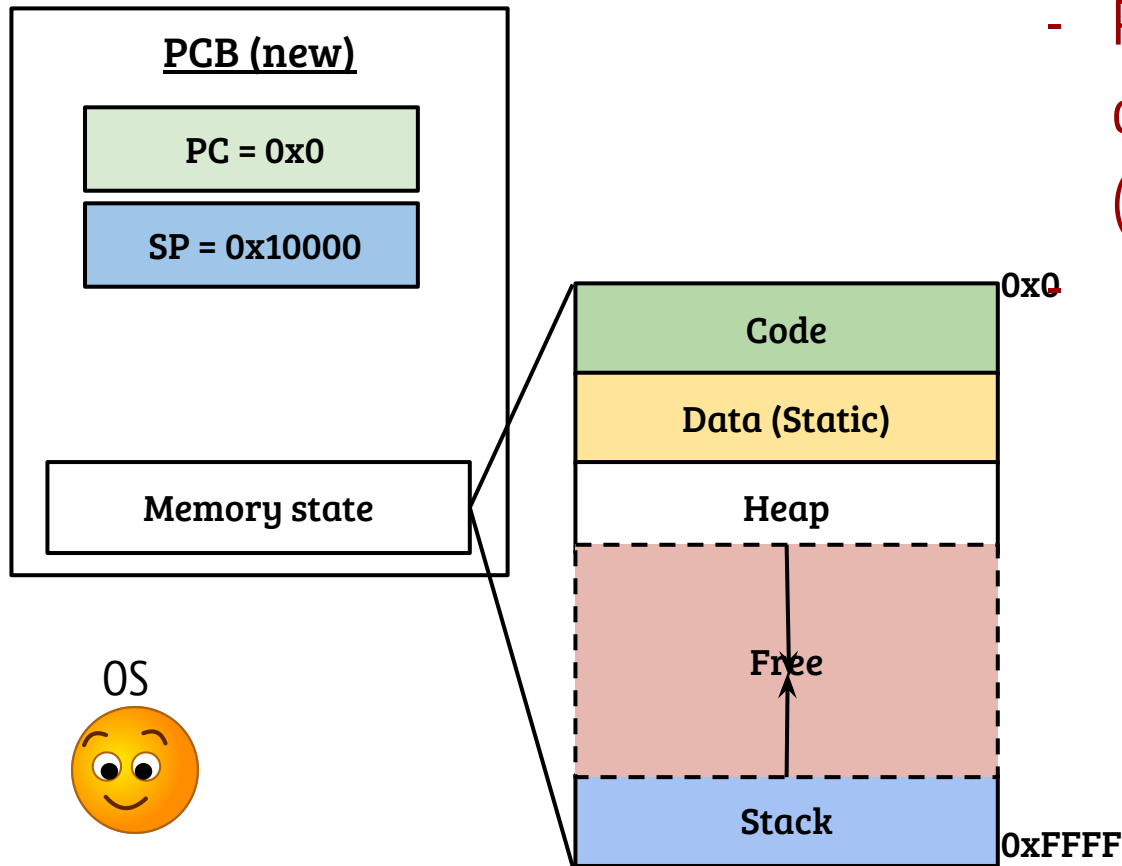 PCB (new)
PC = 0x0
SP = 0x10000
Memory state
OS
0x0
Code
Data (Static)
Heap
Free
Stack
0xFFFF
-
-